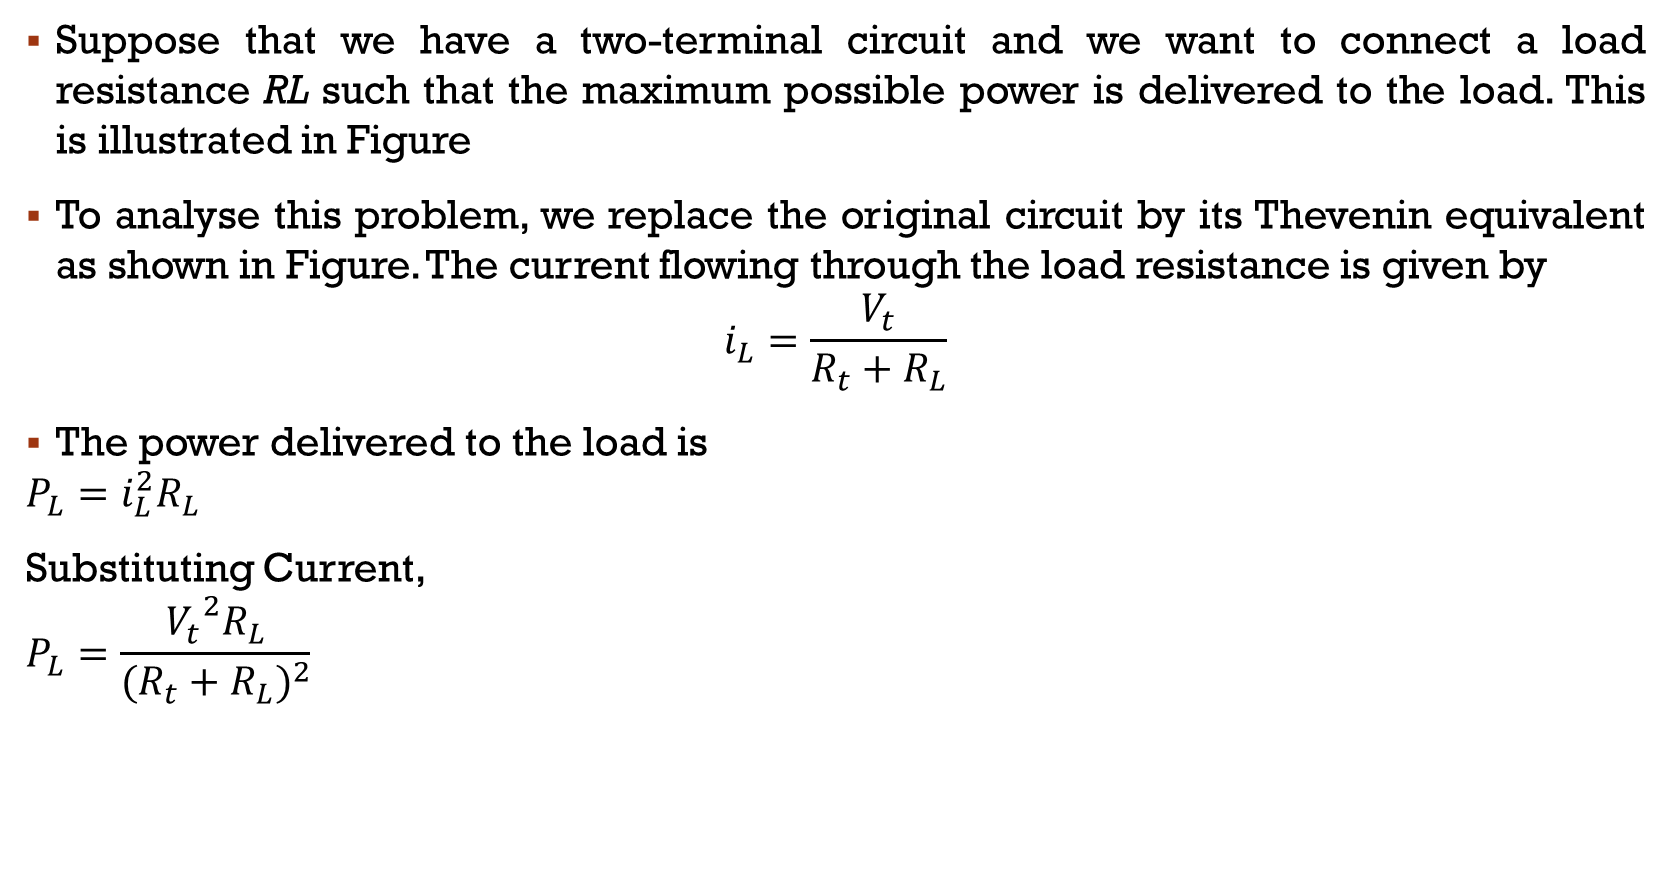 ▪ Suppose that we have a two-terminal circuit and we want to connect a load
resistance RL such that the maximum possible power is delivered to the load. This
is illustrated in Figure
▪ To analyse this problem, we replace the original circuit by its Thevenin equivalent
as shown in Figure. The current flowing through the load resistance is given by
i_L = V_t / (R_t + R_L)
▪ The power delivered to the load is
P_L = i_L^2 R_L
Substituting Current,
P_L = V_t^2 R_L / (R_t + R_L)^2